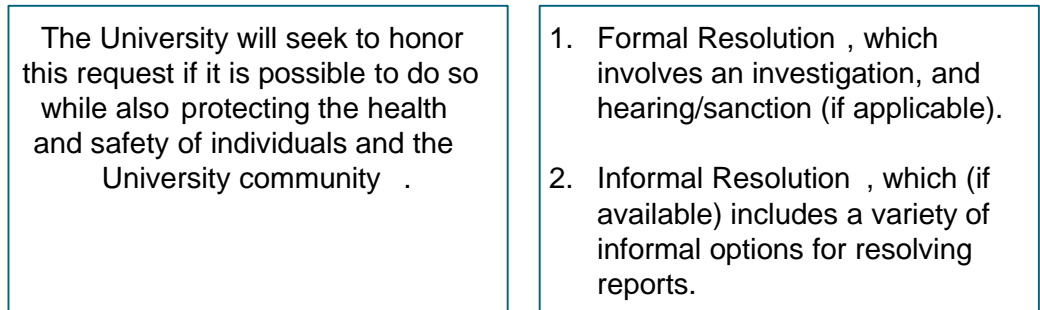 The University will seek to honor
this request if it is possible to do so
while also protecting the health
and safety of individuals and the
University community .
1. Formal Resolution , which
involves an investigation, and
hearing/sanction (if applicable).
2. Informal Resolution , which (if
available) includes a variety of
informal options for resolving
reports.